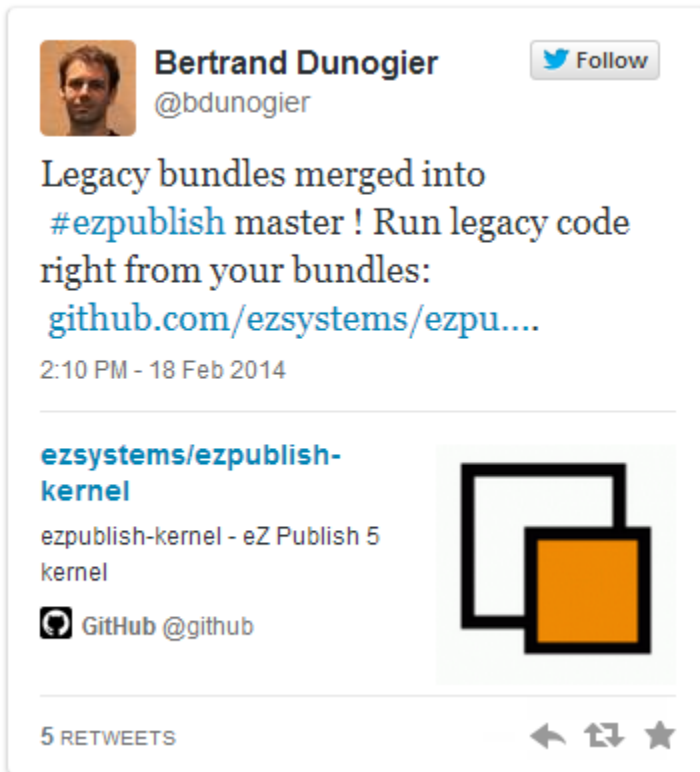 Bertrand Dunogier
Follow
@bdunogier
Legacy bundles merged into
#ezpublish master ! Run legacy code
right from your bundles:
github.com/ezsystems/ezpu....
2:10 PM - 18 Feb 2014
ezsystems/ezpublish-
kernel
ezpublish-kernel - eZ Publish 5
kernel
GitHub @github
5 RETWEETS